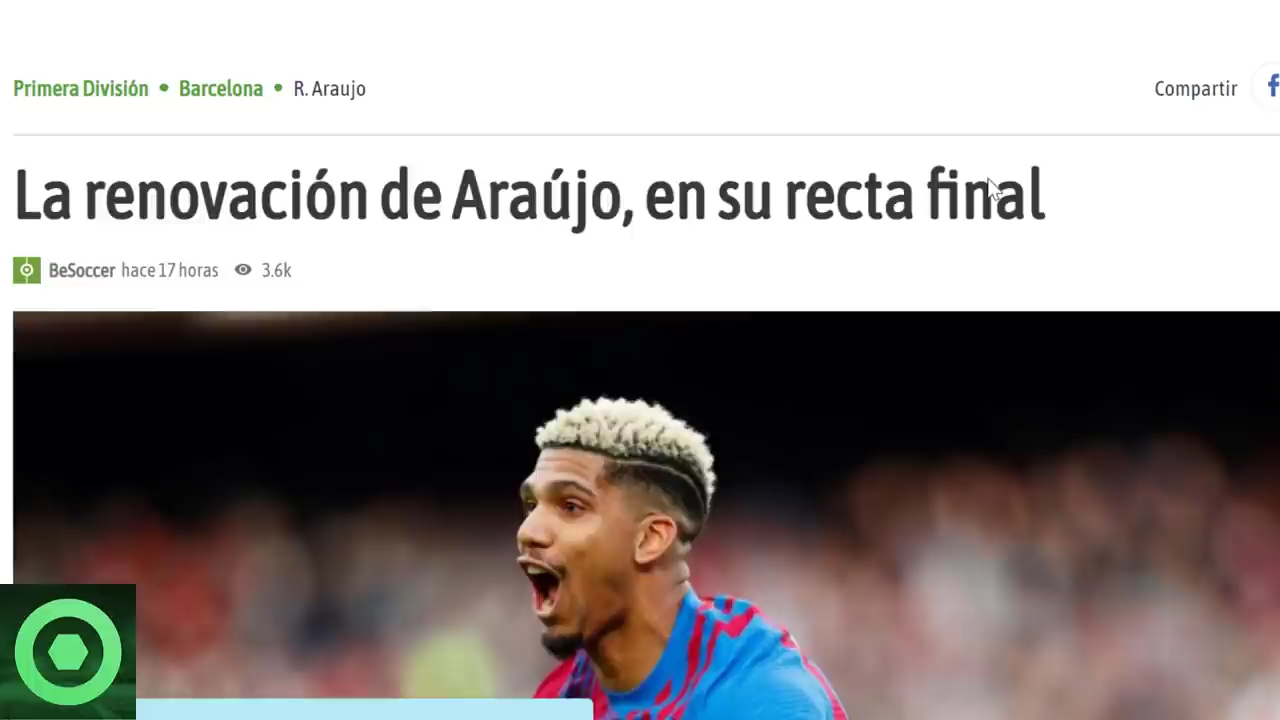 Primera División • Barcelona • R. Araujo
Compartir
La renovación de Araújo, en su recta final
BeSoccer hace 17 horas 3.6k